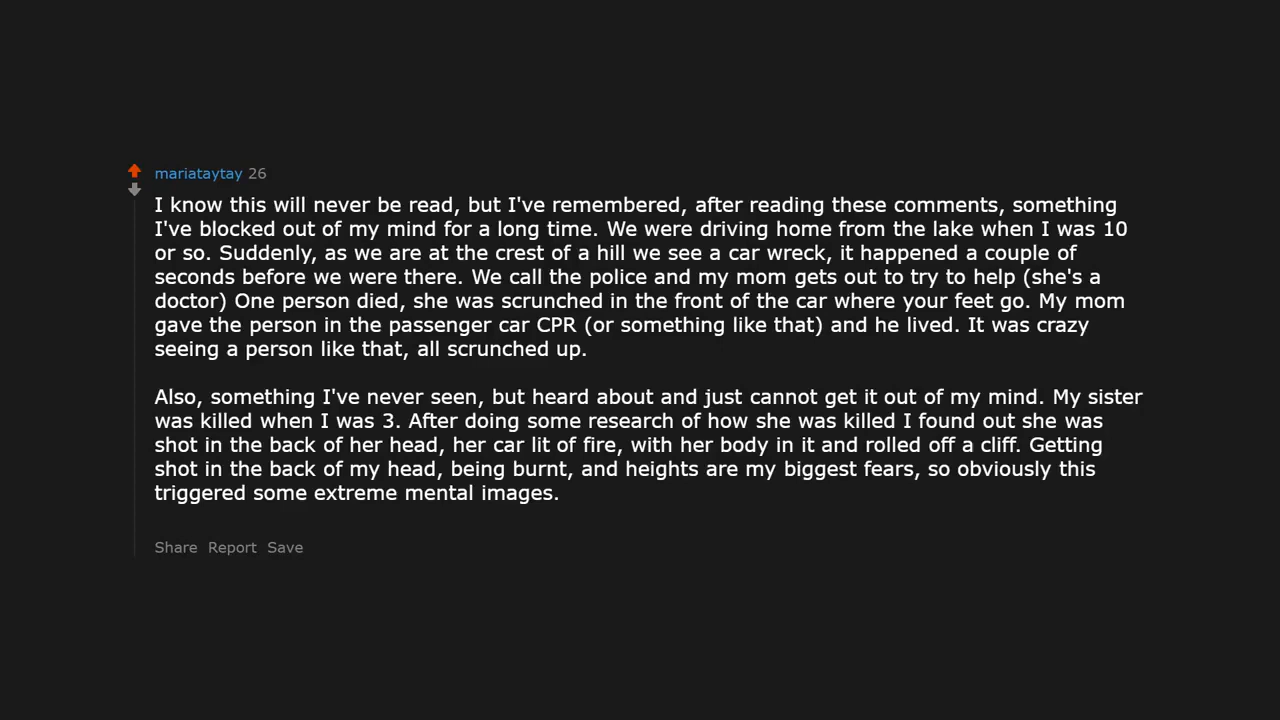 mariataytay 26
I know this will never be read, but I've remembered, after reading these comments, something
I've blocked out of my mind for a long time. We were driving home from the lake when I was 10
or so. Suddenly, as we are at the crest of a hill we see a car wreck, it happened a couple of
seconds before we were there. We call the police and my mom gets out to try to help (she's a
doctor) One person died, she was scrunched in the front of the car where your feet go. My mom
gave the person in the passenger car CPR (or something like that) and he lived. It was crazy
seeing a person like that, all scrunched up.
Also, something I've never seen, but heard about and just cannot get it out of my mind. My sister
was killed when I was 3. After doing some research of how she was killed I found out she was
shot in the back of her head, her car lit of fire, with her body in it and rolled off a cliff. Getting
shot in the back of my head, being burnt, and heights are my biggest fears, so obviously this
triggered some extreme mental images.
Share Report Save